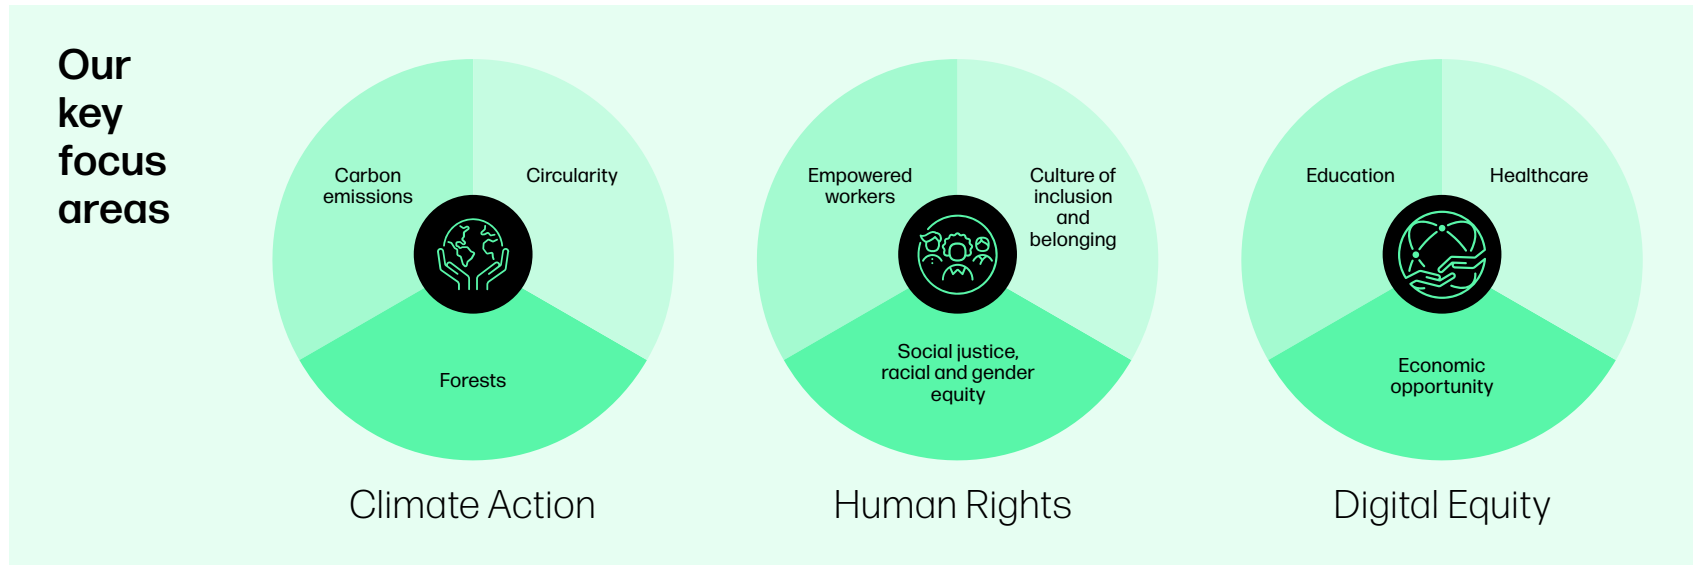 Our
key
focus
areas
Carbon
emissions
Circularity
Forests
Climate Action
Empowered
workers
Culture of
inclusion
and
belonging
Social justice,
racial and gender
equity
Human Rights
Education
Healthcare
Economic
opportunity
Digital Equity